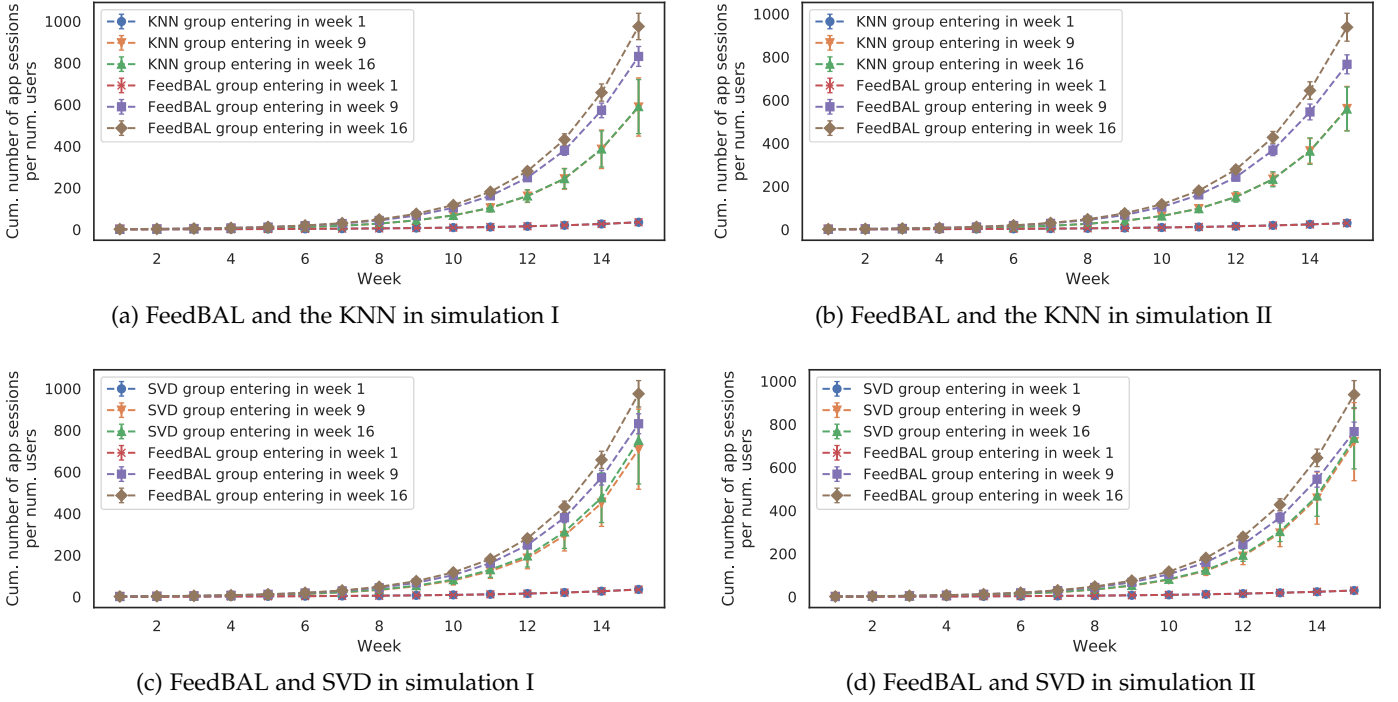 Cum. number of app sessions
per num. users
1000
800
600
400
200
0
KNN group entering in week 1
KNN group entering in week 9
KNN group entering in week 16
FeedBAL group entering in week 1
FeedBAL group entering in week 9
FeedBAL group entering in week 16
2 4 6 8 10 12 14
Week
(a) FeedBAL and the KNN in simulation I
Cum. number of app sessions
per num. users
1000
800
600
400
200
0
KNN group entering in week 1
KNN group entering in week 9
KNN group entering in week 16
FeedBAL group entering in week 1
FeedBAL group entering in week 9
FeedBAL group entering in week 16
2 4 6 8 10 12 14
Week
(b) FeedBAL and the KNN in simulation II
Cum. number of app sessions
per num. users
1000
800
600
400
200
0
SVD group entering in week 1
SVD group entering in week 9
SVD group entering in week 16
FeedBAL group entering in week 1
FeedBAL group entering in week 9
FeedBAL group entering in week 16
2 4 6 8 10 12 14
Week
(c) FeedBAL and SVD in simulation I
Cum. number of app sessions
per num. users
1000
800
600
400
200
0
SVD group entering in week 1
SVD group entering in week 9
SVD group entering in week 16
FeedBAL group entering in week 1
FeedBAL group entering in week 9
FeedBAL group entering in week 16
2 4 6 8 10 12 14
Week
(d) FeedBAL and SVD in simulation II